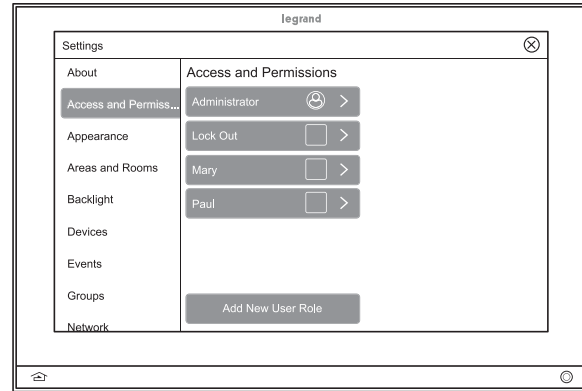 legrand
Settings
About
Access and Permiss...
Appearance
Areas and Rooms
Backlight
Devices
Events
Groups
Network
Access and Permissions
Administrator
Lock Out
Mary
Paul
Add New User Role